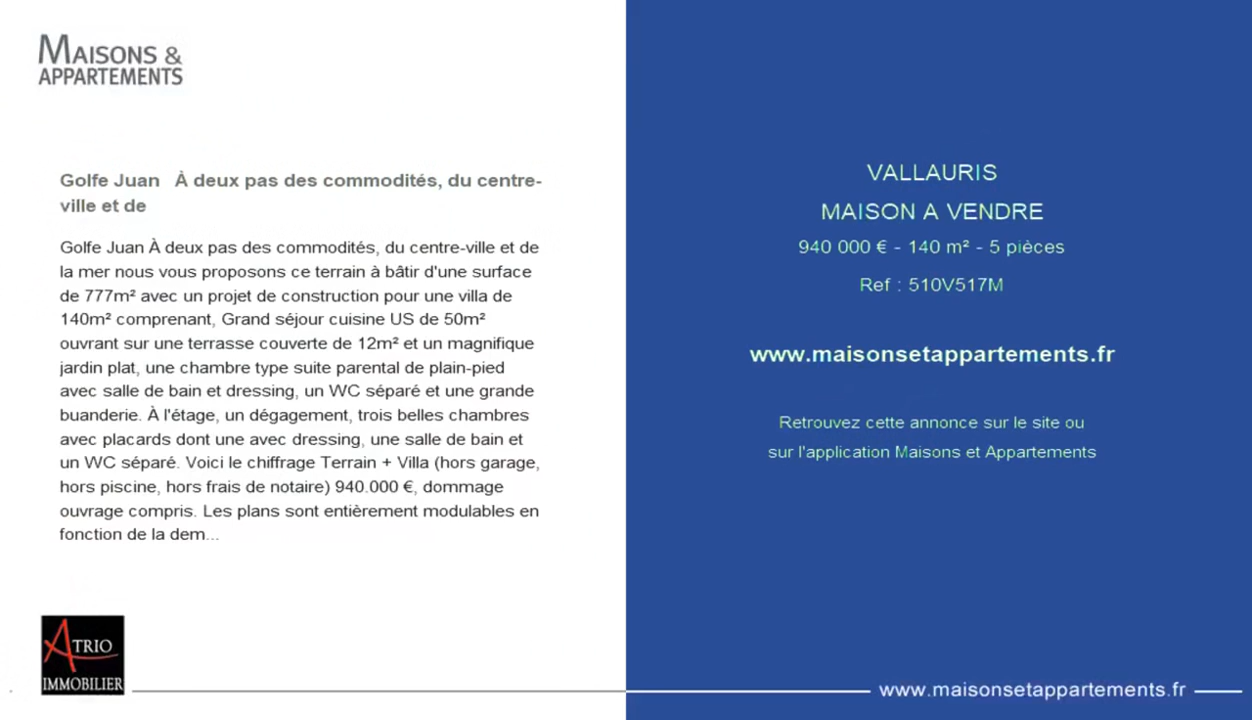 MAISONS &
APPARTEMENTS
Golfe Juan À deux pas des commodités, du centre-
ville et de
Golfe Juan À deux pas des commodités, du centre-ville et de
la mer nous vous proposons ce terrain à bâtir d'une surface
de 777m² avec un projet de construction pour une villa de
140m² comprenant, Grand séjour cuisine US de 50m²
ouvrant sur une terrasse couverte de 12m² et un magnifique
jardin plat, une chambre type suite parental de plain-pied
avec salle de bain et dressing, un WC séparé et une grande
buanderie. À l'étage, un dégagement, trois belles chambres
avec placards dont une avec dressing, une salle de bain et
un WC séparé. Voici le chiffrage Terrain + Villa (hors garage,
hors piscine, hors frais de notaire) 940.000 €, dommage
ouvrage compris. Les plans sont entièrement modulables en
fonction de la dem...
ATRIO
IMMOBILIER
VALLAURIS
MAISON A VENDRE
940 000 € - 140 m² - 5 pièces
Ref : 510V517M
www.maisonsetappartements.fr
Retrouvez cette annonce sur le site ou
sur l'application Maisons et Appartements
www.maisonsetappartements.fr